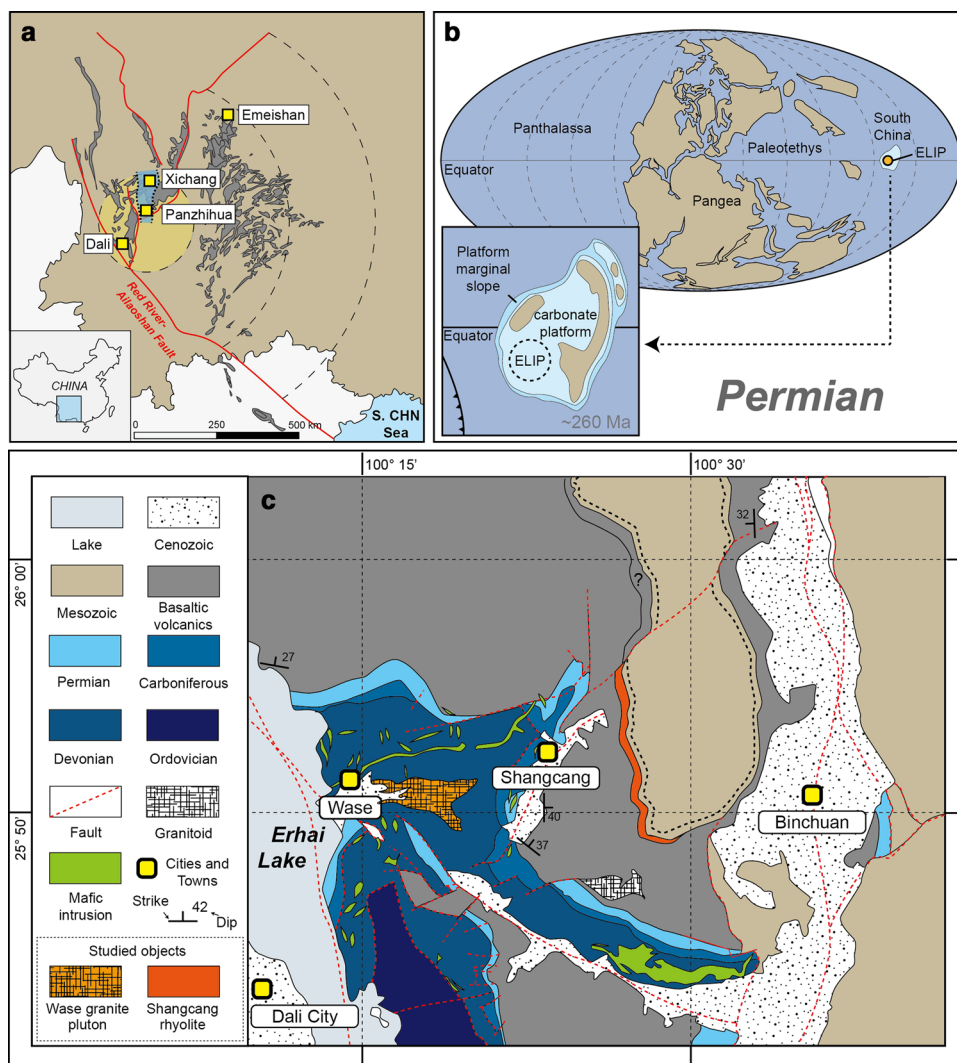 a
Emeishan
Xichang
Panzhihua
Dali
Red River-
Ailaoshan Fault
CHINA
0
250
500 km
S. CHN
Sea
b
Panthalassa
Paleotethys
South
China
ELIP
Equator
Pangea
Platform
marginal
slope
carbonate
platform
Equator
ELIP
~260 Ma
Permian
100° 15'
100° 30'
c
26° 00'
25° 50'
Lake
Cenozoic
Mesozoic
Basaltic
volcanics
Permian
Carboniferous
Devonian
Ordovician
Fault
Granitoid
Mafic
intrusion
Cities and
Towns
Strike
42
Dip
Studied objects
Wase granite
pluton
Shangcang
rhyolite
32
?
27
Shangcang
Wase
40
Binchuan
37
Erhai
Lake
Dali City